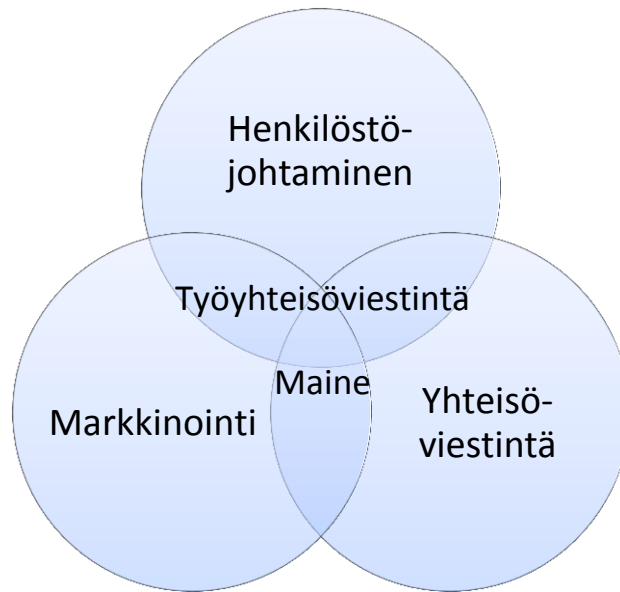 Henkilöstö-
johtaminen
Työyhteisöviestintä
Maine
Markkinointi
Yhteisö-
viestintä